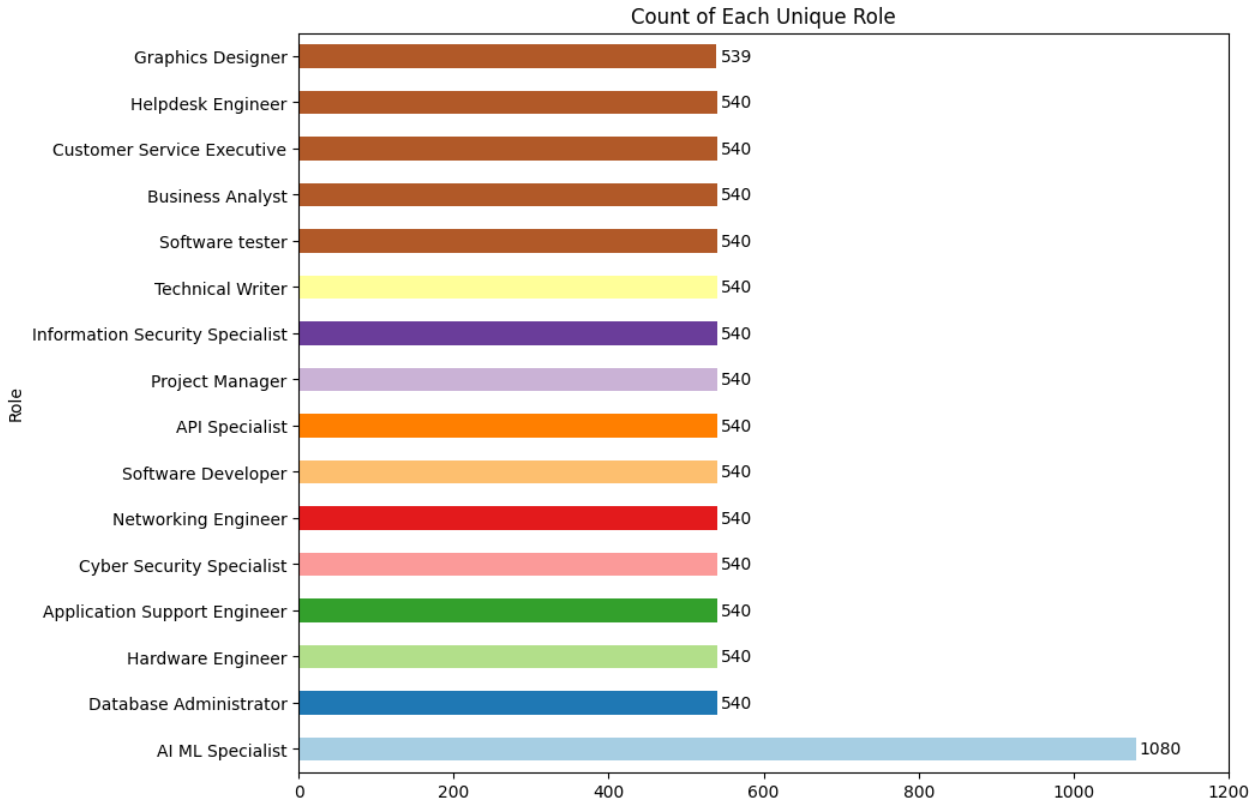 Count of Each Unique Role
Graphics Designer 539
Helpdesk Engineer 540
Customer Service Executive 540
Business Analyst 540
Software tester 540
Technical Writer 540
Information Security Specialist 540
Project Manager 540
Role
API Specialist 540
Software Developer 540
Networking Engineer 540
Cyber Security Specialist 540
Application Support Engineer 540
Hardware Engineer 540
Database Administrator 540
AI ML Specialist 1080
0 200 400 600 800 1000 1200